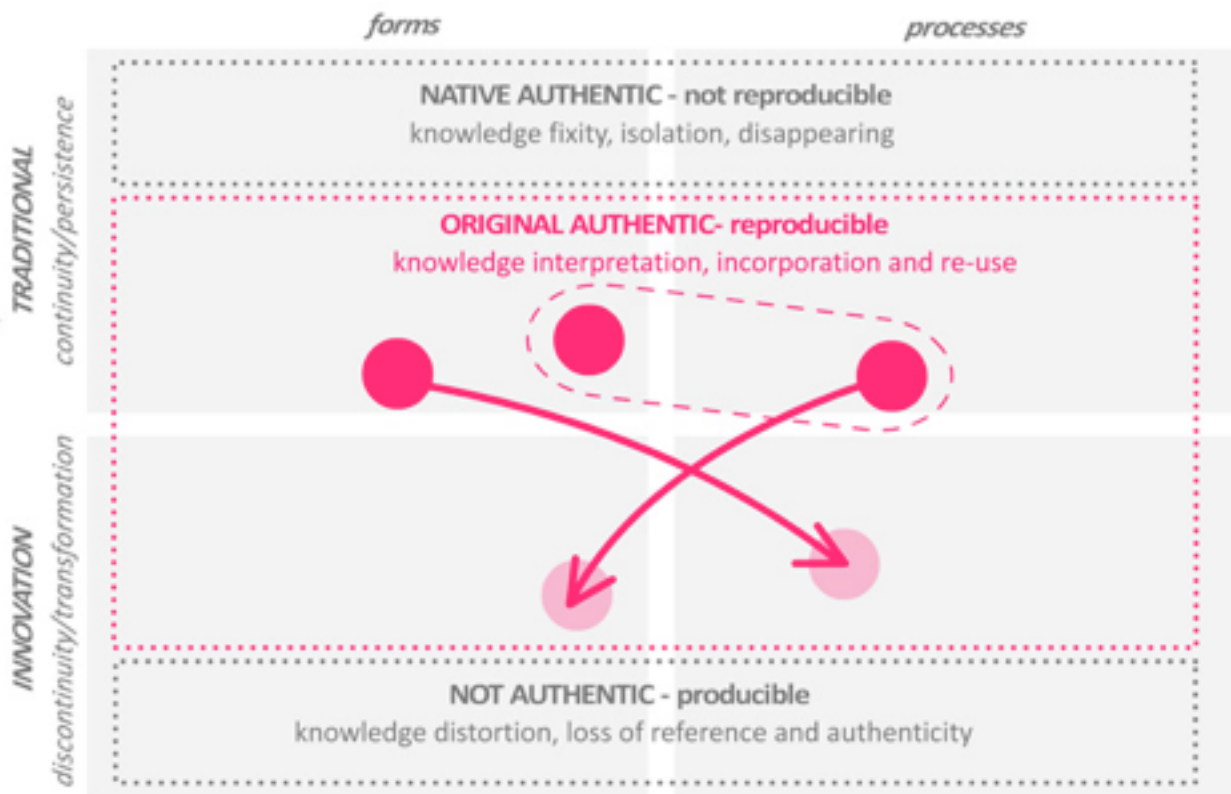 forms
processes
TRADITIONAL
continuity/persistence
NATIVE AUTHENTIC - not reproducible
knowledge fixity, isolation, disappearing
ORIGINAL AUTHENTIC- reproducible
knowledge interpretation, incorporation and re-use
INNOVATION
discontinuity/transformation
NOT AUTHENTIC - producible
knowledge distortion, loss of reference and authenticity